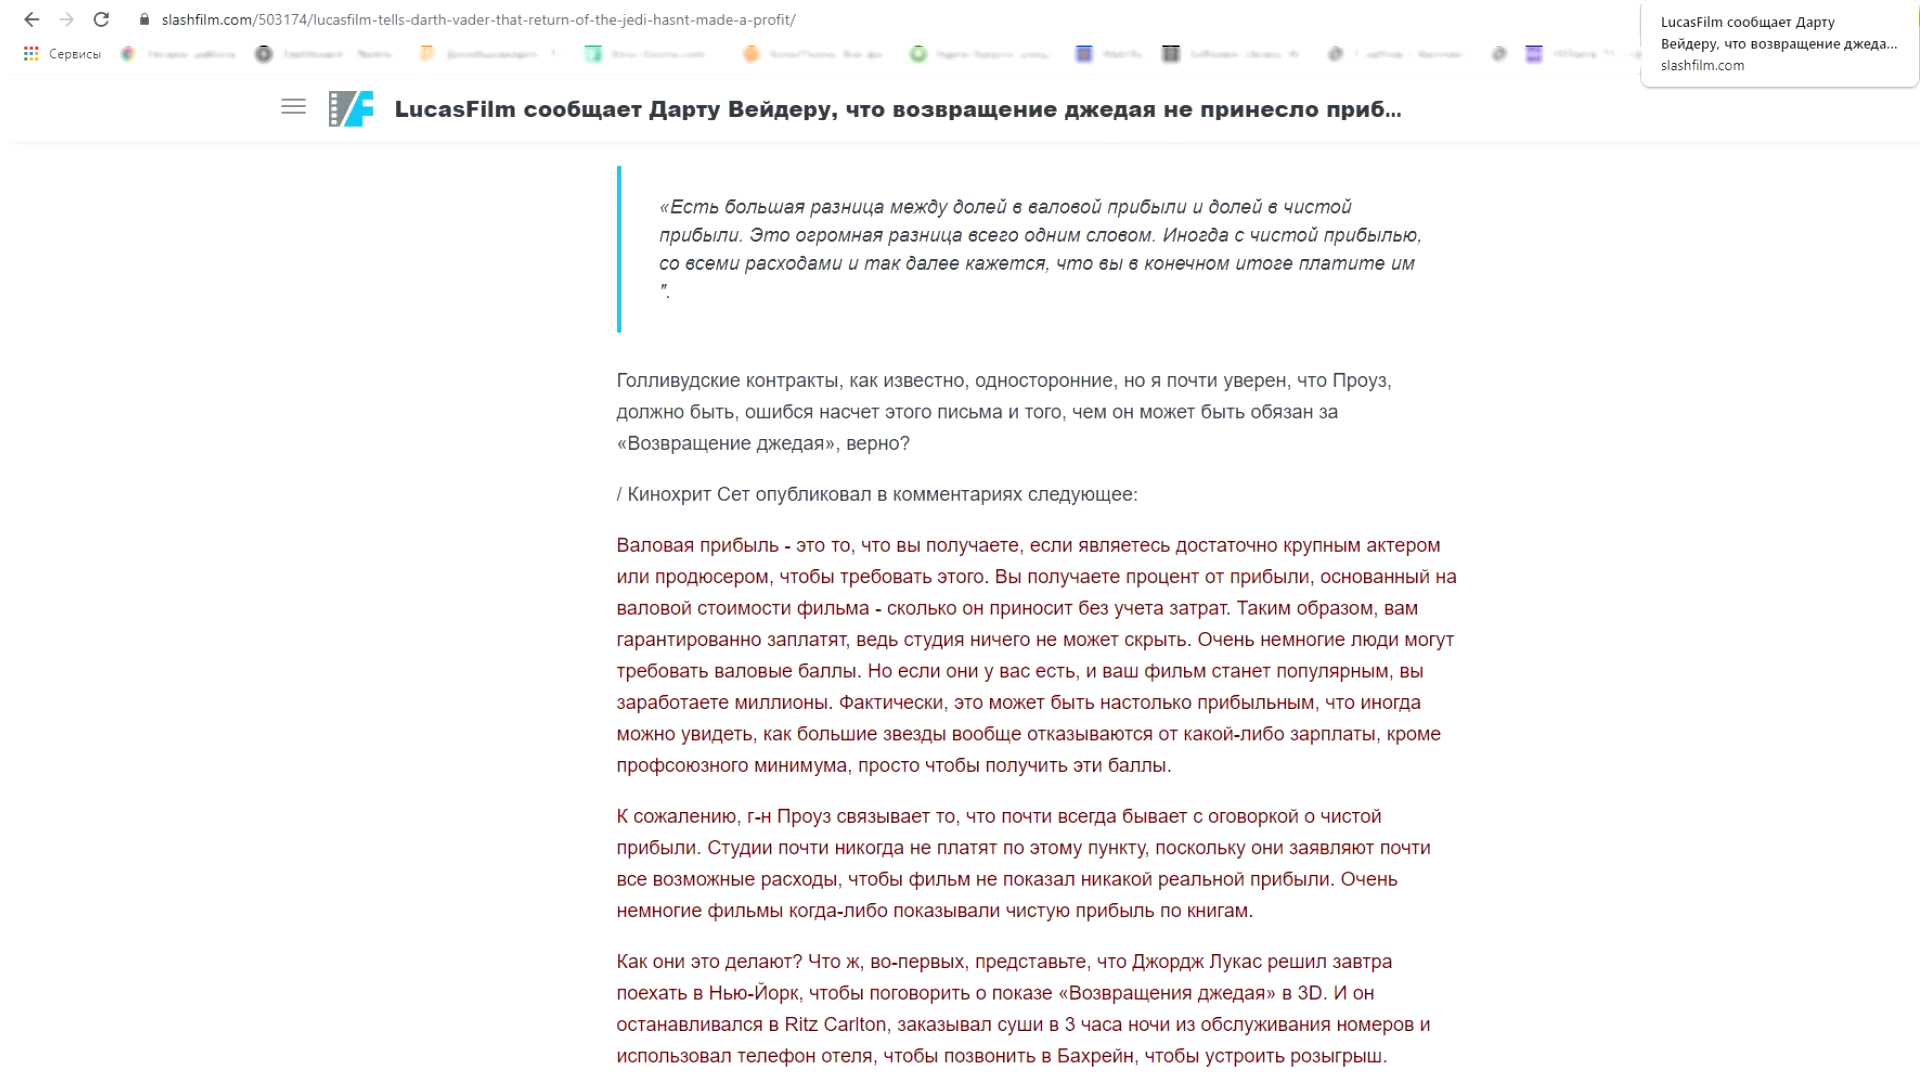 slashfilm.com/503174/lucasfilm-tells-darth-vader-that-return-of-the-jedi-hasnt-made-a-profit/
LucasFilm сообщает Дарту
Вейдеру, что возвращение джеда...
slashfilm.com
Сервисы
LucasFilm сообщает Дарту Вейдеру, что возвращение джедая не принесло приб...
«Есть большая разница между долей в валовой прибыли и долей в чистой
прибыли. Это огромная разница всего одним словом. Иногда с чистой прибылью,
со всеми расходами и так далее кажется, что вы в конечном итоге платите им
".
Голливудские контракты, как известно, односторонние, но я почти уверен, что Проуз,
должно быть, ошибся насчет этого письма и того, чем он может быть обязан за
«Возвращение джедая», верно?
/ Кинохрит Сет опубликовал в комментариях следующее:
Валовая прибыль - это то, что вы получаете, если являетесь достаточно крупным актером
или продюсером, чтобы требовать этого. Вы получаете процент от прибыли, основанный на
валовой стоимости фильма - сколько он приносит без учета затрат. Таким образом, вам
гарантированно заплатят, ведь студия ничего не может скрыть. Очень немногие люди могут
требовать валовые баллы. Но если они у вас есть, и ваш фильм станет популярным, вы
заработаете миллионы. Фактически, это может быть настолько прибыльным, что иногда
можно увидеть, как большие звезды вообще отказываются от какой-либо зарплаты, кроме
профсоюзного минимума, просто чтобы получить эти баллы.
К сожалению, г-н Проуз связывает то, что почти всегда бывает с оговоркой о чистой
прибыли. Студии почти никогда не платят по этому пункту, поскольку они заявляют почти
все возможные расходы, чтобы фильм не показал никакой реальной прибыли. Очень
немногие фильмы когда-либо показывали чистую прибыль по книгам.
Как они это делают? Что ж, во-первых, представьте, что Джордж Лукас решил завтра
поехать в Нью-Йорк, чтобы поговорить о показе «Возвращения джедая» в 3D. И он
останавливался в Ritz Carlton, заказывал суши в 3 часа ночи из обслуживания номеров и
использовал телефон отеля, чтобы позвонить в Бахрейн, чтобы устроить розыгрыш.